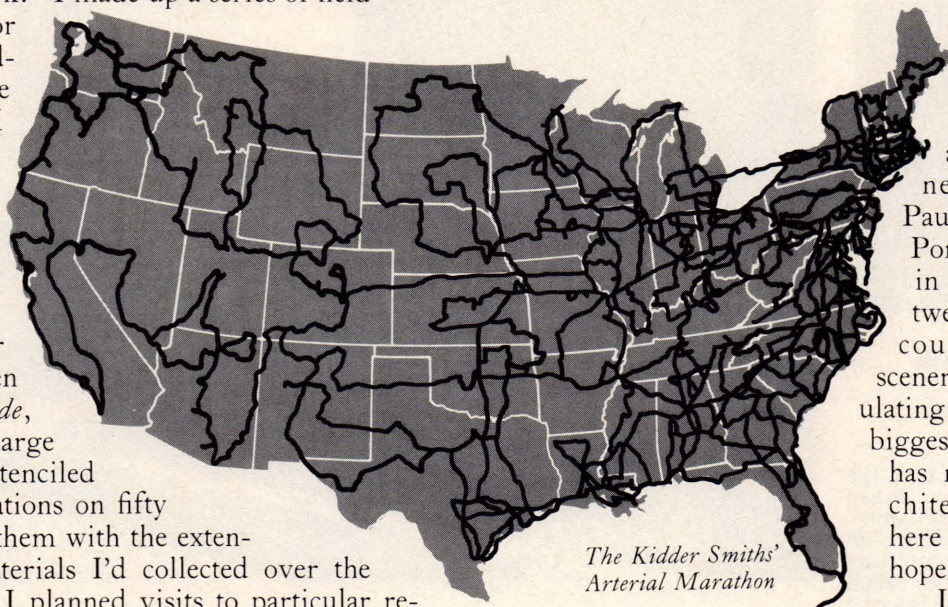 I made up a series of field
or
de,
arge
tenciled
ations on fifty
them with the exten-
terials I'd collected over the
I planned visits to particular re-
The Kidder Smiths'
Arterial Marathon
ne
Pau
Por
in
twe
cou
scener
ulating
bigges
has r
chite
here
hope